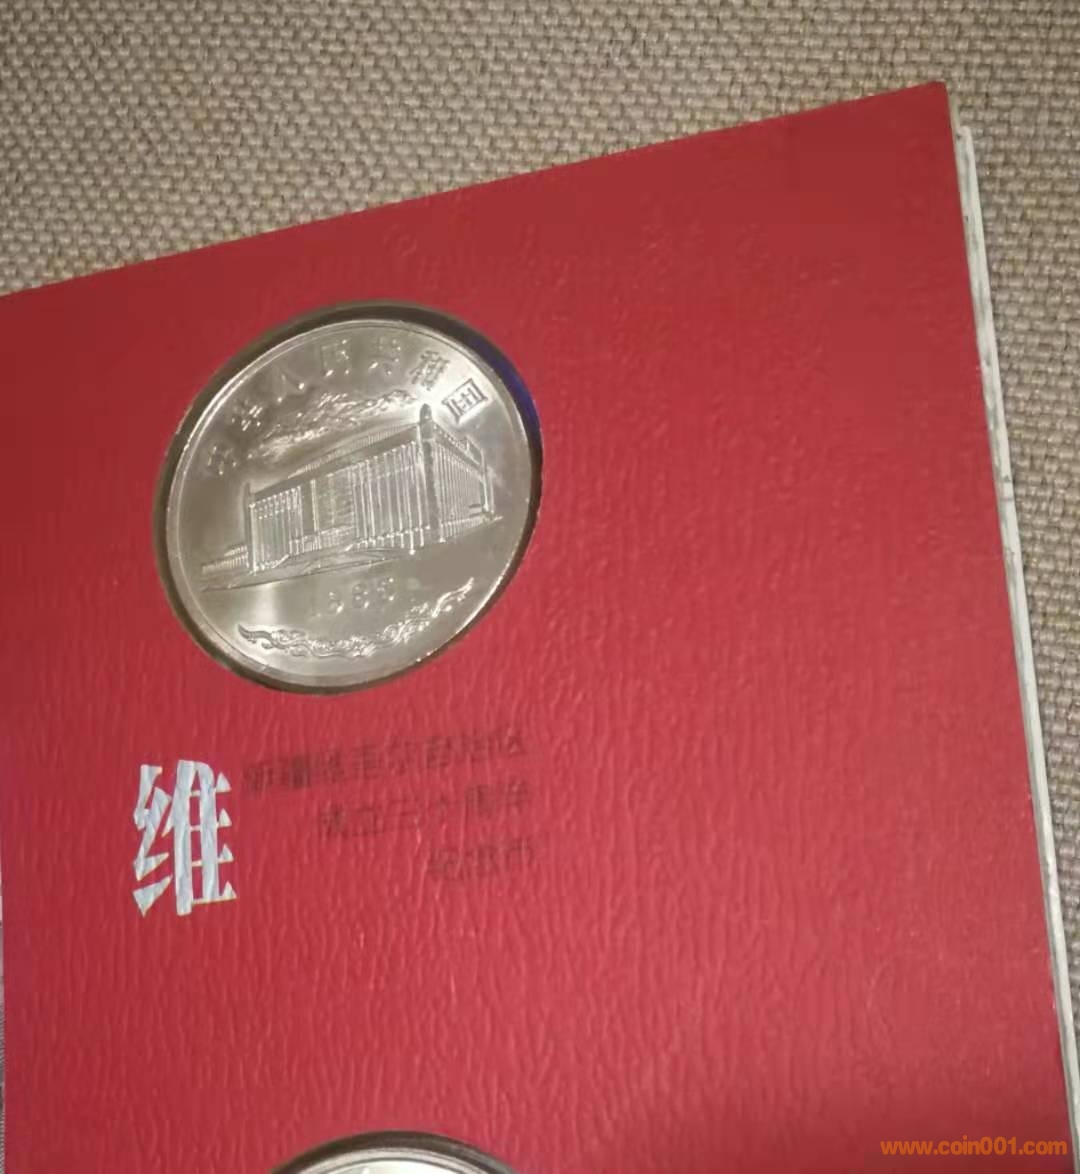 中华人民共和国
1985
维
新疆维吾尔自治区
成立三十周年
纪念币
www.coin001.com